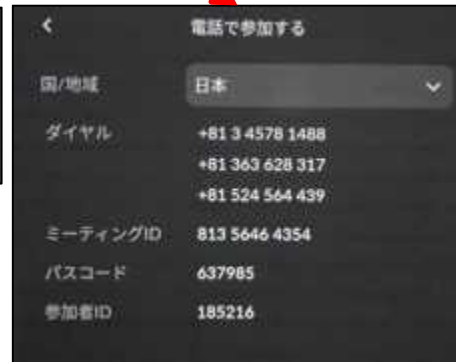 電話で参加する
国/地域 日本
ダイヤル +81 3 4578 1488
+81 363 628 317
+81 524 564 439
ミーティングID 813 5646 4354
パスコード 637985
参加者ID 185216